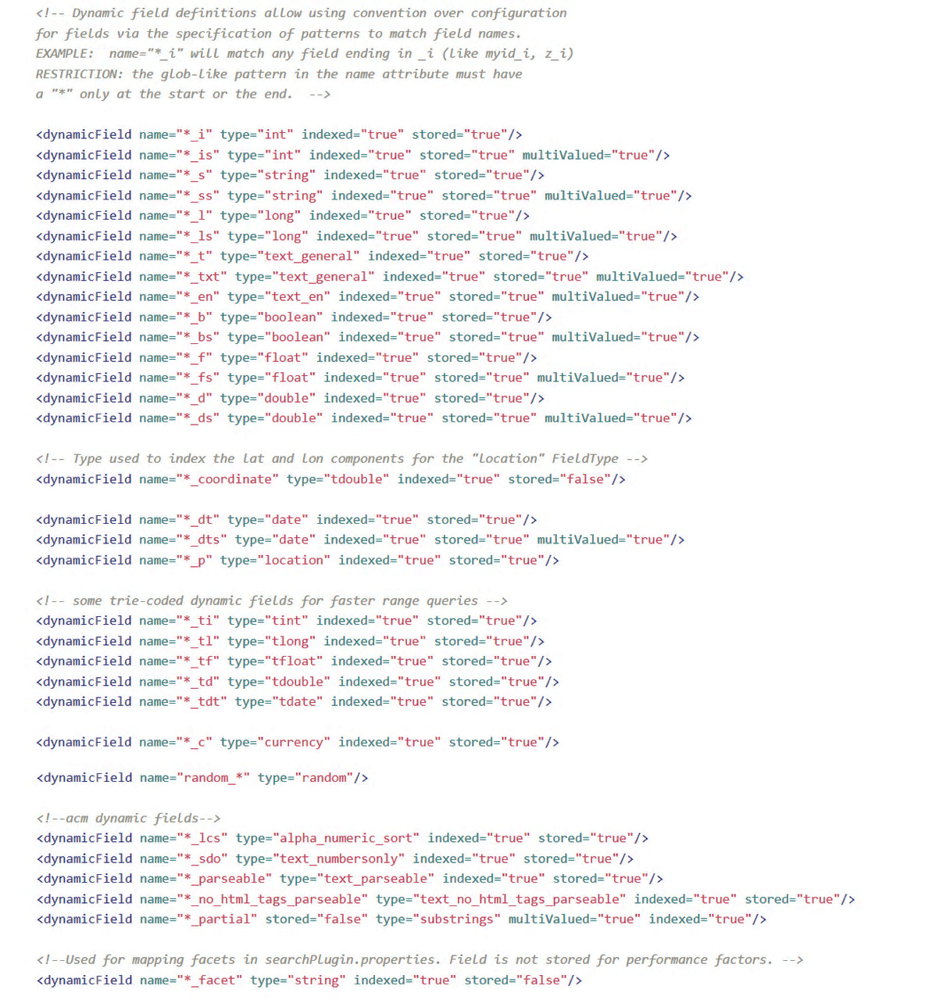 <!-- Dynamic field definitions allow using convention over configuration
for fields via the specification of patterns to match field names.
EXAMPLE:  name="*_i" will match any field ending in _i (like myid_i, z_i)
RESTRICTION: the glob-like pattern in the name attribute must have
a "*" only at the start or the end.  -->
<dynamicField name="*_i" type="int" indexed="true" stored="true"/>
<dynamicField name="*_is" type="int" indexed="true" stored="true" multiValued="true"/>
<dynamicField name="*_s" type="string" indexed="true" stored="true"/>
<dynamicField name="*_ss" type="string" indexed="true" stored="true" multiValued="true"/>
<dynamicField name="*_l" type="long" indexed="true" stored="true"/>
<dynamicField name="*_ls" type="long" indexed="true" stored="true" multiValued="true"/>
<dynamicField name="*_t" type="text_general" indexed="true" stored="true"/>
<dynamicField name="*_txt" type="text_general" indexed="true" stored="true" multiValued="true"/>
<dynamicField name="*_en" type="text_en" indexed="true" stored="true" multiValued="true"/>
<dynamicField name="*_b" type="boolean" indexed="true" stored="true"/>
<dynamicField name="*_bs" type="boolean" indexed="true" stored="true" multiValued="true"/>
<dynamicField name="*_f" type="float" indexed="true" stored="true"/>
<dynamicField name="*_fs" type="float" indexed="true" stored="true" multiValued="true"/>
<dynamicField name="*_d" type="double" indexed="true" stored="true"/>
<dynamicField name="*_ds" type="double" indexed="true" stored="true" multiValued="true"/>
<!-- Type used to index the lat and lon components for the "location" FieldType -->
<dynamicField name="*_coordinate" type="tdouble" indexed="true" stored="false"/>
<dynamicField name="*_dt" type="date" indexed="true" stored="true"/>
<dynamicField name="*_dts" type="date" indexed="true" stored="true" multiValued="true"/>
<dynamicField name="*_p" type="location" indexed="true" stored="true"/>
<!-- some trie-coded dynamic fields for faster range queries -->
<dynamicField name="*_ti" type="tint" indexed="true" stored="true"/>
<dynamicField name="*_tl" type="tlong" indexed="true" stored="true"/>
<dynamicField name="*_tf" type="tfloat" indexed="true" stored="true"/>
<dynamicField name="*_td" type="tdouble" indexed="true" stored="true"/>
<dynamicField name="*_tdt" type="tdate" indexed="true" stored="true"/>
<dynamicField name="*_c" type="currency" indexed="true" stored="true"/>
<dynamicField name="random_*" type="random"/>
<!--acm dynamic fields-->
<dynamicField name="*_lcs" type="alpha_numeric_sort" indexed="true" stored="true"/>
<dynamicField name="*_sdo" type="text_numbersonly" indexed="true" stored="true"/>
<dynamicField name="*_parseable" type="text_parseable" indexed="true" stored="true"/>
<dynamicField name="*_no_html_tags_parseable" type="text_no_html_tags_parseable" indexed="true" stored="true"/>
<dynamicField name="*_partial" stored="false" type="substrings" multiValued="true" indexed="true"/>
<!--Used for mapping facets in searchPlugin.properties. Field is not stored for performance factors. -->
<dynamicField name="*_facet" type="string" indexed="true" stored="false"/>